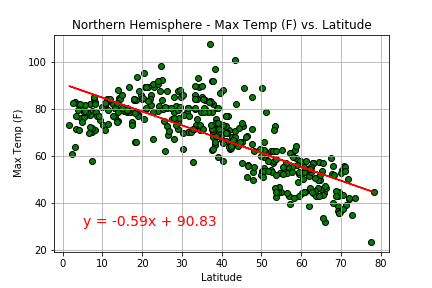 Northern Hemisphere - Max Temp (F) vs. Latitude
Max Temp (F)
100
80
60
40
20
y = -0.59x + 90.83
0 10 20 30 40 50 60 70 80
Latitude